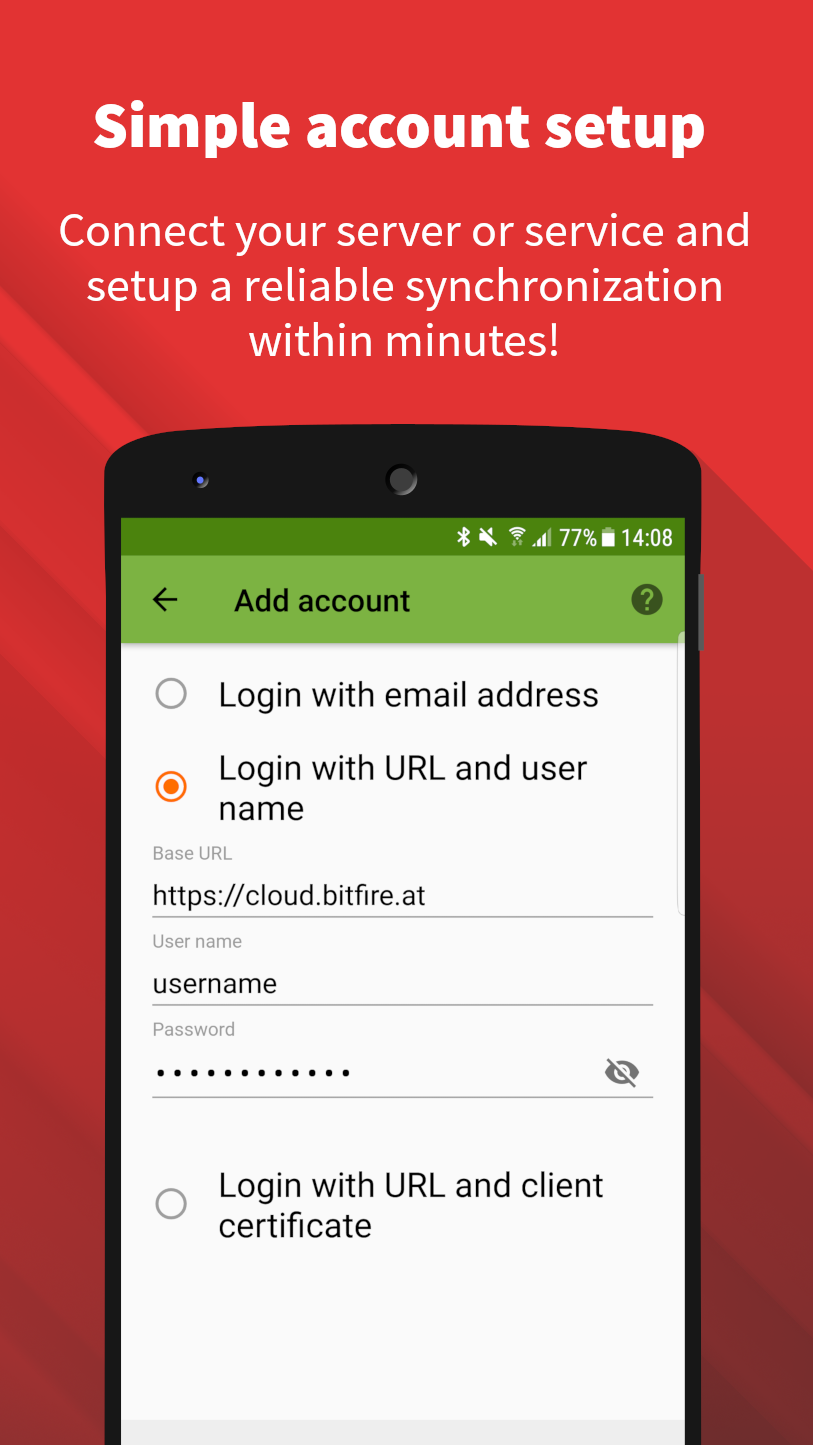 Simple account setup
Connect your server or service and
setup a reliable synchronization
within minutes!
77% 14:08
Add account
Login with email address
Login with URL and user
name
Base URL
https://cloud.bitfire.at
User name
username
Password
••••••••••••
Login with URL and client
certificate